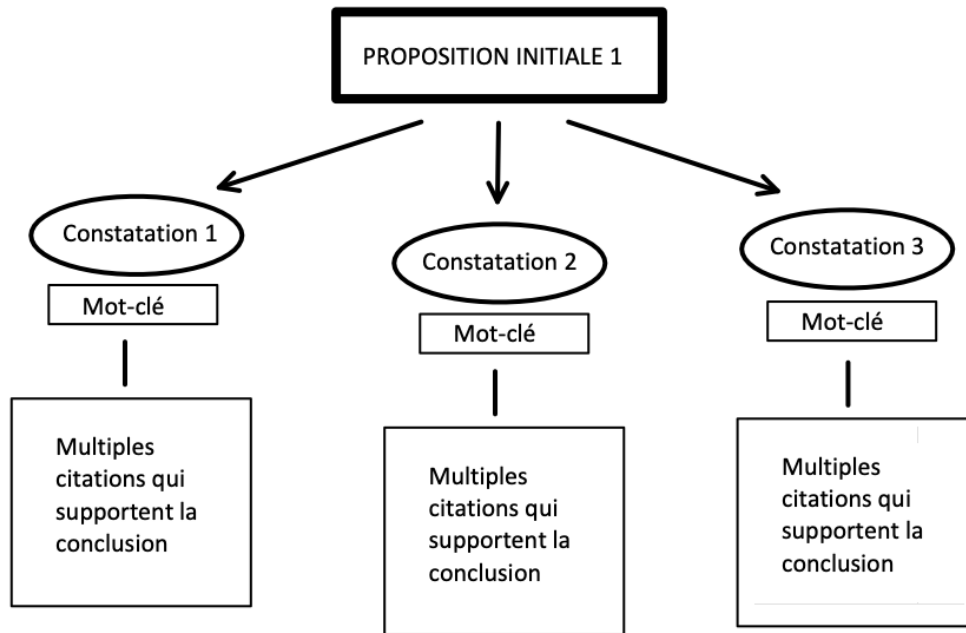 PROPOSITION INITIALE 1
Constatation 1
Constatation 2
Constatation 3
Mot-clé
Mot-clé
Mot-clé
Multiples
citations qui
supportent la
conclusion
Multiples
citations qui
supportent la
conclusion
Multiples
citations qui
supportent la
conclusion